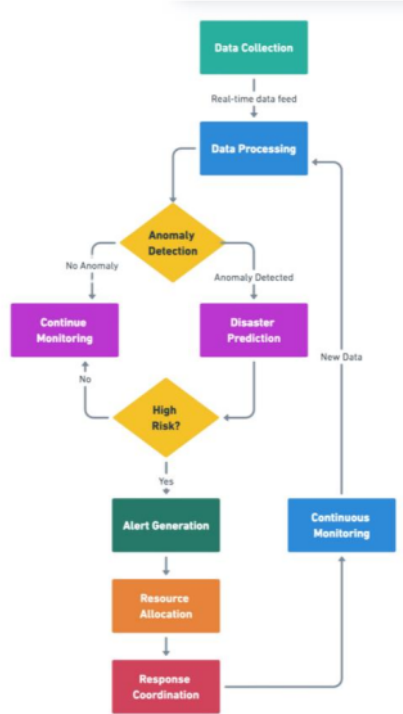 Data Collection
Real-time data feed
Data Processing
Anomaly
Detection
No Anomaly
Anomaly Detected
Continue
Monitoring
Disaster
Prediction
New Data
No
High
Risk?
Yes
Alert Generation
Continuous
Monitoring
Resource
Allocation
Response
Coordination